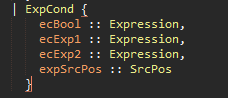 | ExpCond {
ecBool :: Expression,
ecExp1 :: Expression,
ecExp2 :: Expression,
expSrcPos :: SrcPos
}